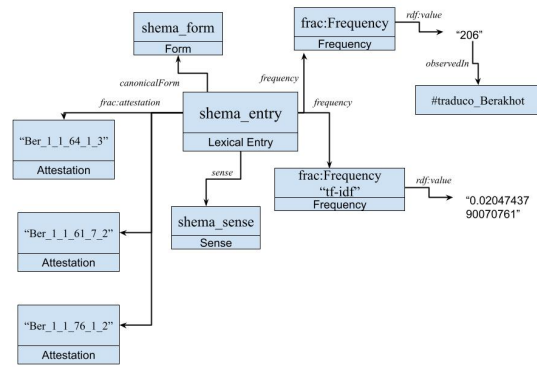 shema_form
Form
frac:Frequency
Frequency
rdf:value
“206”
observedIn
#traduco_Berakhot
canonicalForm
frequency
frac:attestation
shema_entry
Lexical Entry
frequency
“Ber_1_1_64_1_3”
Attestation
sense
frac:Frequency
“tf-idf”
Frequency
rdf:value
“0.02047437
90070761”
shema_sense
Sense
“Ber_1_1_61_7_2”
Attestation
“Ber_1_1_76_1_2”
Attestation